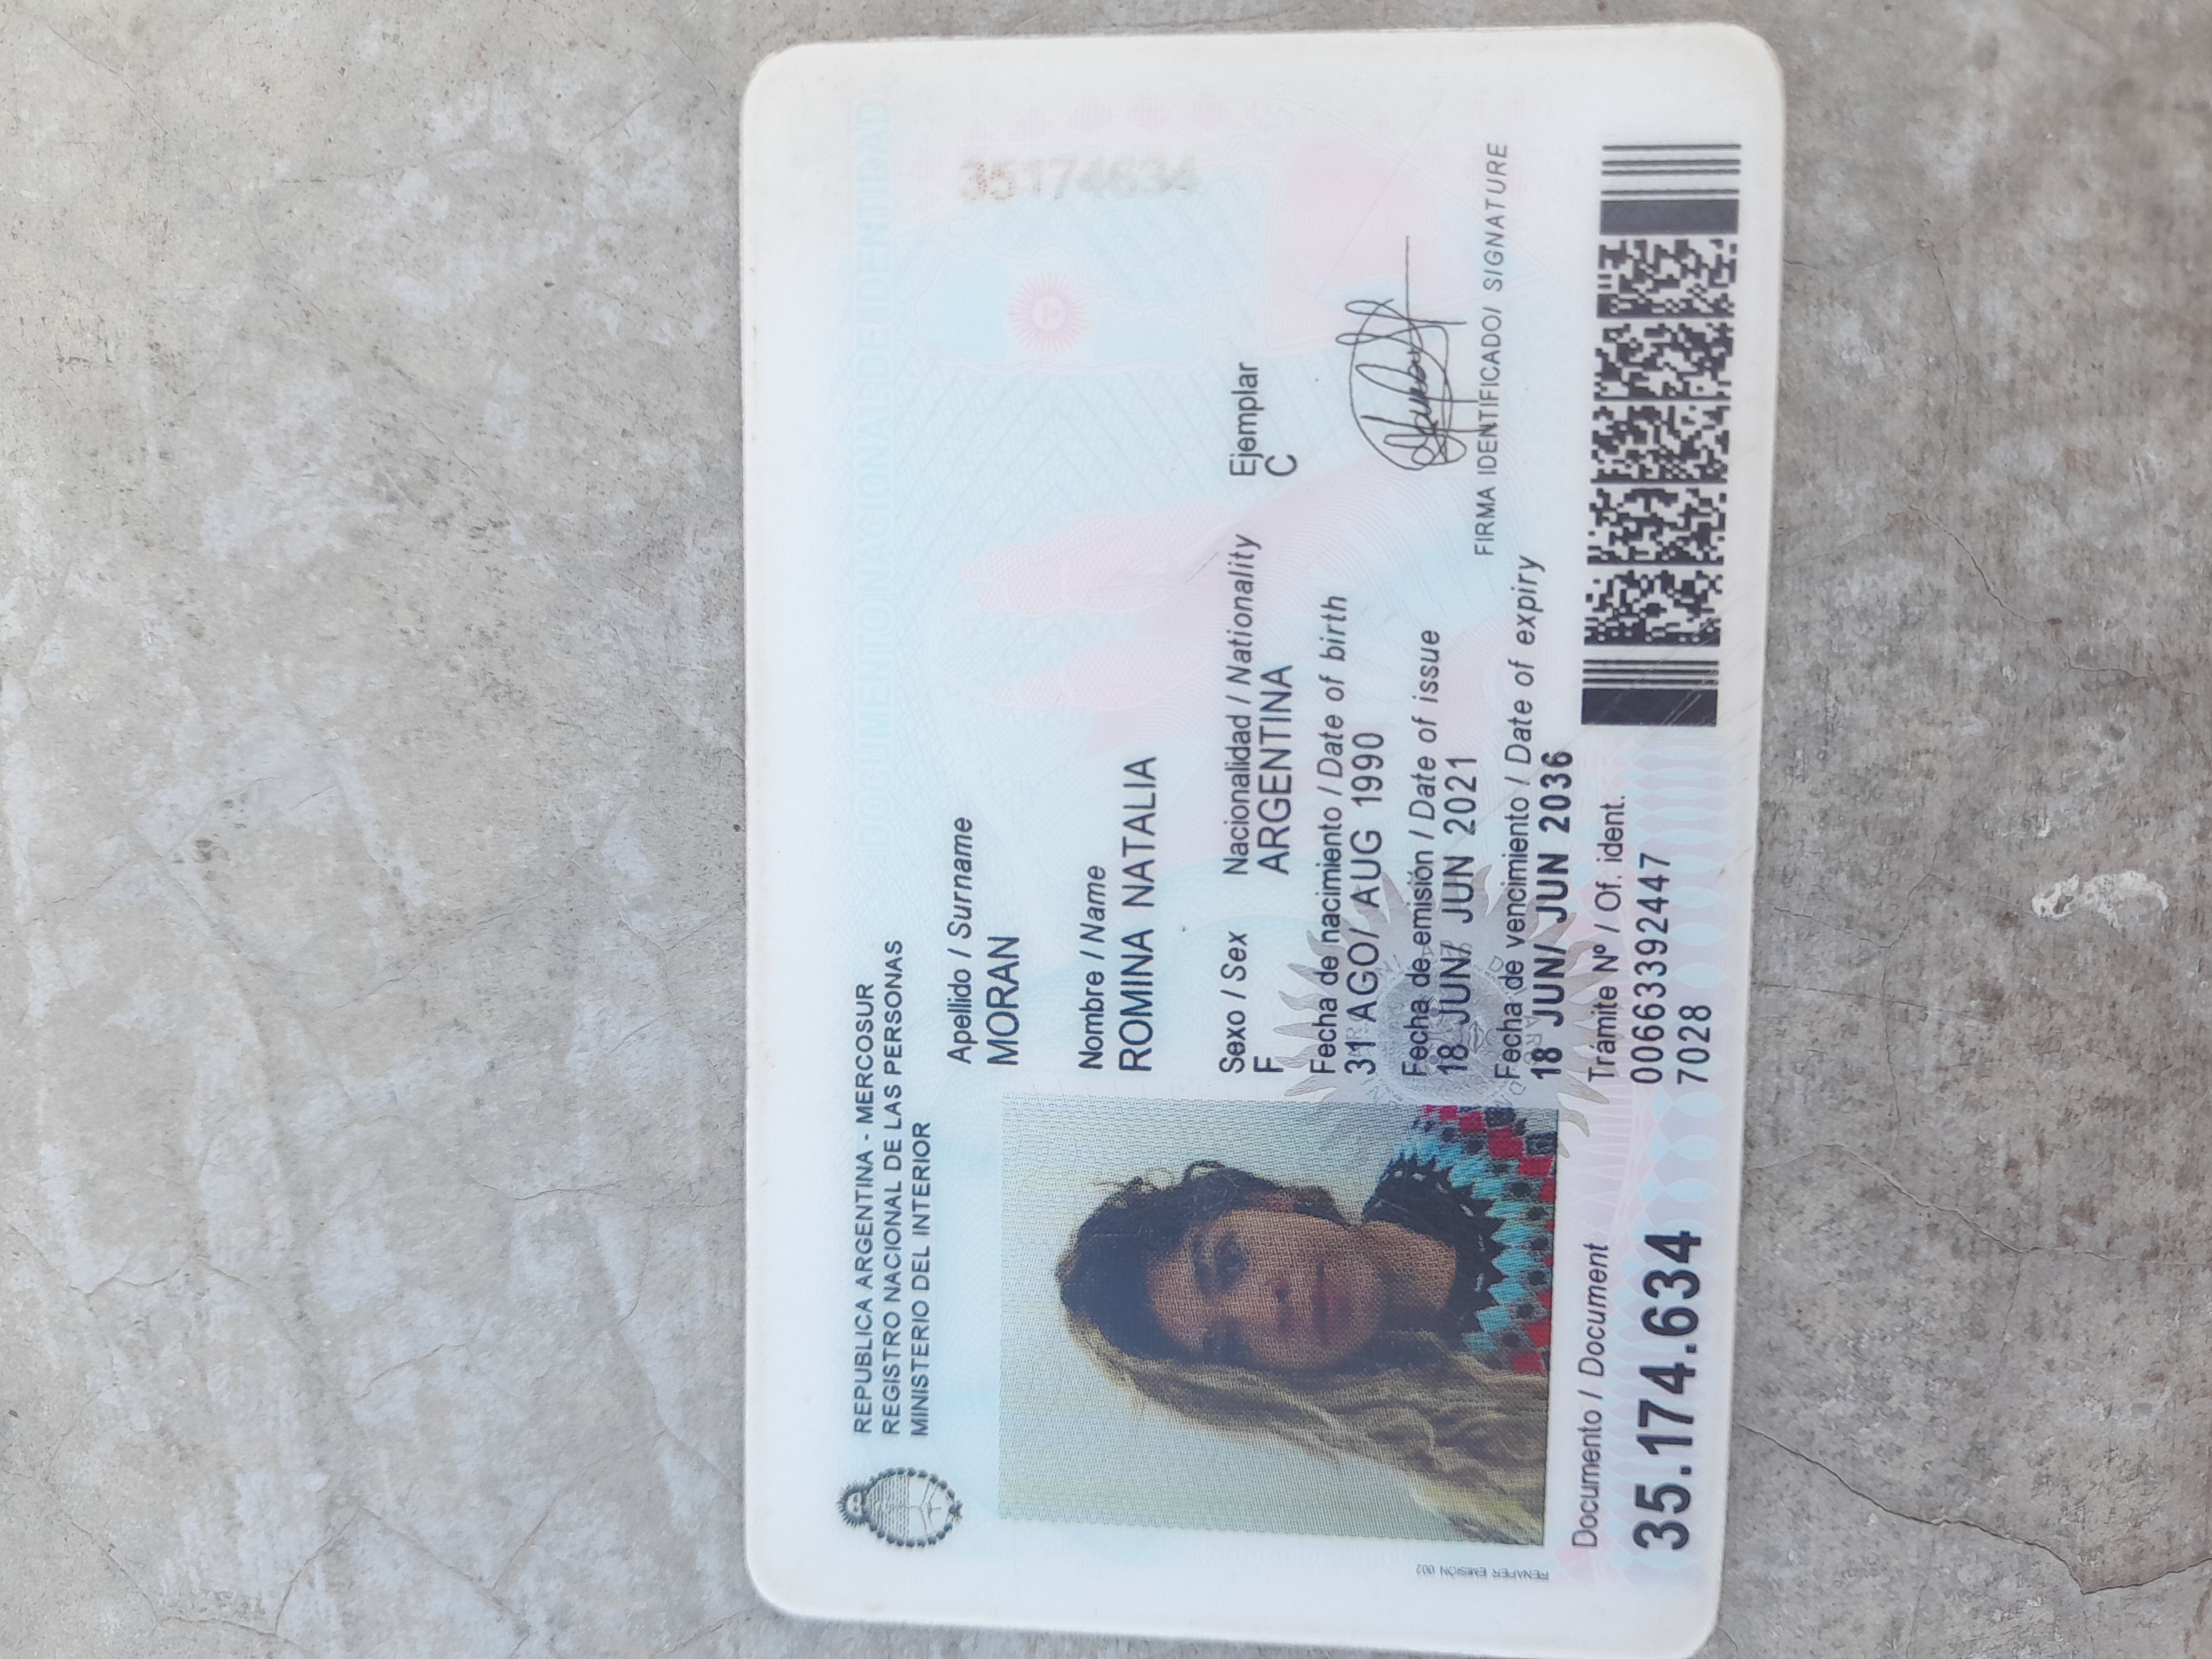 REPUBLICA ARGENTINA - MERCOSUR
REGISTRO NACIONAL DE LAS PERSONAS
MINISTERIO DEL INTERIOR
DOCUMENTO NACIONAL DE IDENTIDAD
Apellido / Surname
MORAN
Nombre / Name
ROMINA NATALIA
Sexo / Sex Nacionalidad / Nationality Ejemplar
F ARGENTINA C
Fecha de nacimiento / Date of birth
31 AGO/ AUG 1990
Fecha de emisión / Date of issue
18 JUN/ JUN 2021
FIRMA IDENTIFICADO/ SIGNATURE
Fecha de vencimiento / Date of expiry
18 JUN/ JUN 2036
Documento / Document
35.174.634
Trámite Nº / Of. ident.
00663392447
7028
35174634